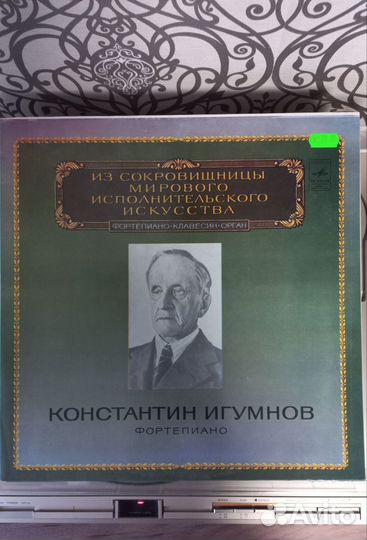 ИЗ СОКРОВИЩНИЦЫ
МИРОВОГО
ИСПОЛНИТЕЛЬСКОГО
ИСКУССТВА
ФОРТЕПИАНО•КЛАВЕСИН•ОРГАН
КОНСТАНТИН ИГУМНОВ
ФОРТЕПИАНО
Avito